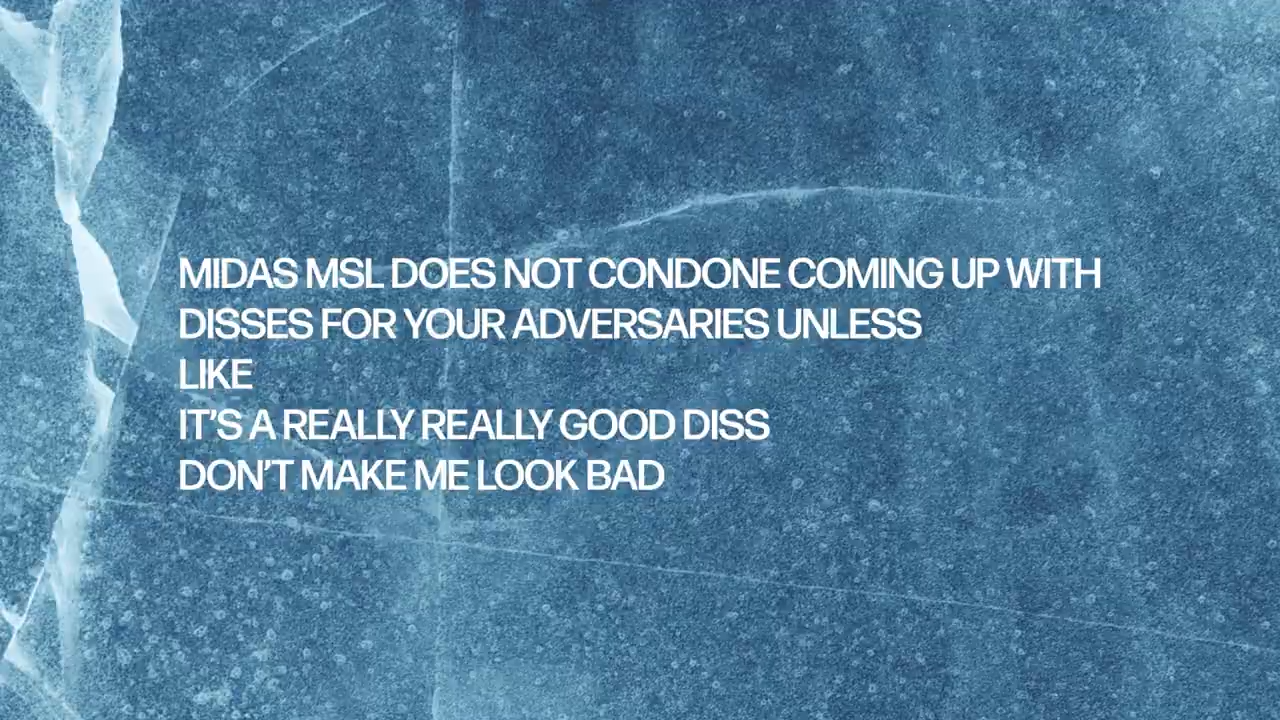 MIDAS MSL DOES NOT CONDONE COMING UP WITH
DISSES FOR YOUR ADVERSARIES UNLESS
LIKE
IT’S A REALLY REALLY GOOD DISS
DON’T MAKE ME LOOK BAD